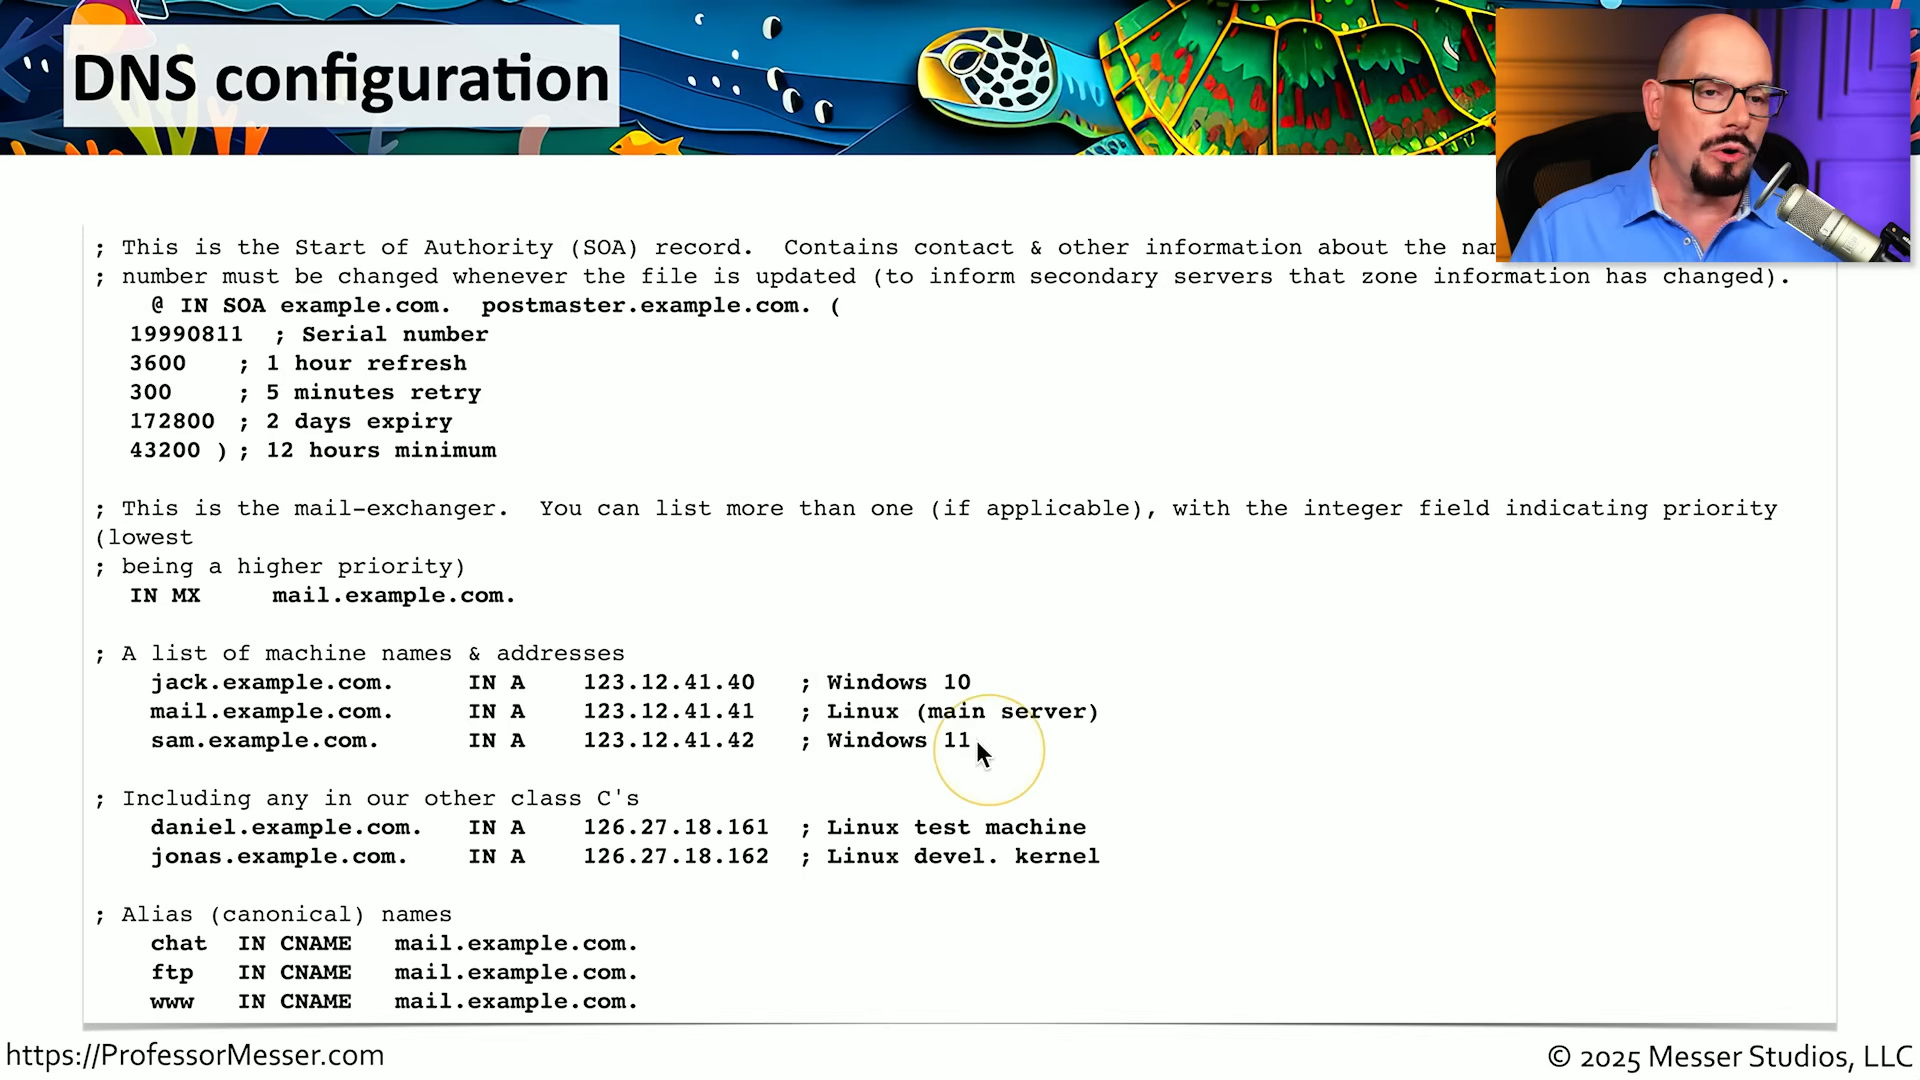 DNS configuration
; This is the Start of Authority (SOA) record.  Contains contact & other information about the
; number must be changed whenever the file is updated (to inform secondary servers that zone information has changed).
@ IN SOA example.com.  postmaster.example.com. (
19990811  ; Serial number
3600    ; 1 hour refresh
300     ; 5 minutes retry
172800  ; 2 days expiry
43200 ) ; 12 hours minimum
; This is the mail-exchanger.  You can list more than one (if applicable), with the integer field indicating priority
(lowest
; being a higher priority)
IN MX     mail.example.com.
; A list of machine names & addresses
jack.example.com.     IN A    123.12.41.40   ; Windows 10
mail.example.com.     IN A    123.12.41.41   ; Linux (main server)
sam.example.com.      IN A    123.12.41.42   ; Windows 11
; Including any in our other class C's
daniel.example.com.   IN A    126.27.18.161  ; Linux test machine
jonas.example.com.    IN A    126.27.18.162  ; Linux devel. kernel
; Alias (canonical) names
chat  IN CNAME   mail.example.com.
ftp   IN CNAME   mail.example.com.
www   IN CNAME   mail.example.com.
https://ProfessorMesser.com
© 2025 Messer Studios, LLC